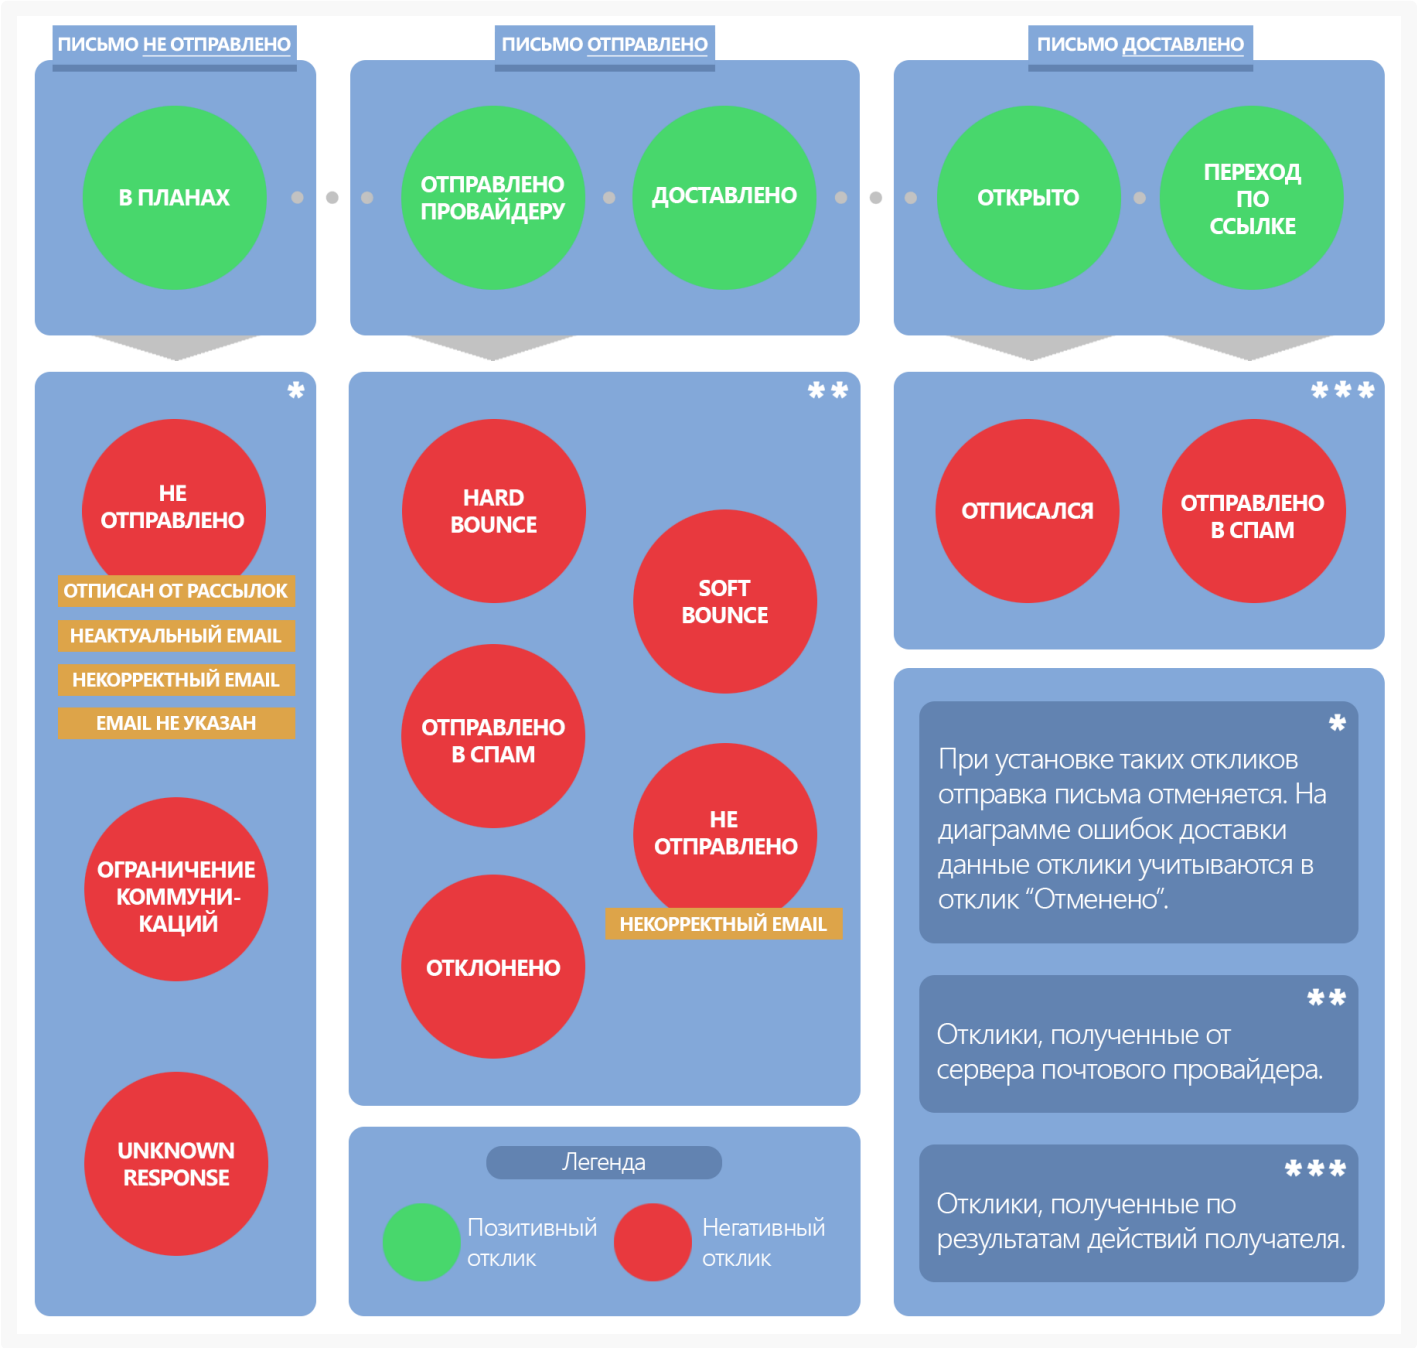 ПИСЬМО НЕ ОТПРАВЛЕНО
ПИСЬМО ОТПРАВЛЕНО
ПИСЬМО ДОСТАВЛЕНО
В ПЛАНАХ
ОТПРАВЛЕНО
ПРОВАЙДЕРУ
ДОСТАВЛЕНО
ОТКРЫТО
ПЕРЕХОД
ПО
ССЫЛКЕ
*
НЕ
ОТПРАВЛЕНО
ОТПИСАН ОТ РАССЫЛОК
НЕАКТУАЛЬНЫЙ EMAIL
НЕКОРРЕКТНЫЙ EMAIL
EMAIL НЕ УКАЗАН
ОГРАНИЧЕНИЕ
КОММУНИ-
КАЦИЙ
UNKNOWN
RESPONSE
**
HARD
BOUNCE
SOFT
BOUNCE
ОТПРАВЛЕНО
В СПАМ
НЕ
ОТПРАВЛЕНО
НЕКОРРЕКТНЫЙ EMAIL
ОТКЛОНЕНО
***
ОТПИСАЛСЯ
ОТПРАВЛЕНО
В СПАМ
*
При установке таких откликов
отправка письма отменяется. На
диаграмме ошибок доставки
данные отклики учитываются в
отклик “Отменено”.
**
Отклики, полученные от
сервера почтового провайдера.
***
Отклики, полученные по
результатам действий получателя.
Легенда
Позитивный
отклик
Негативный
отклик